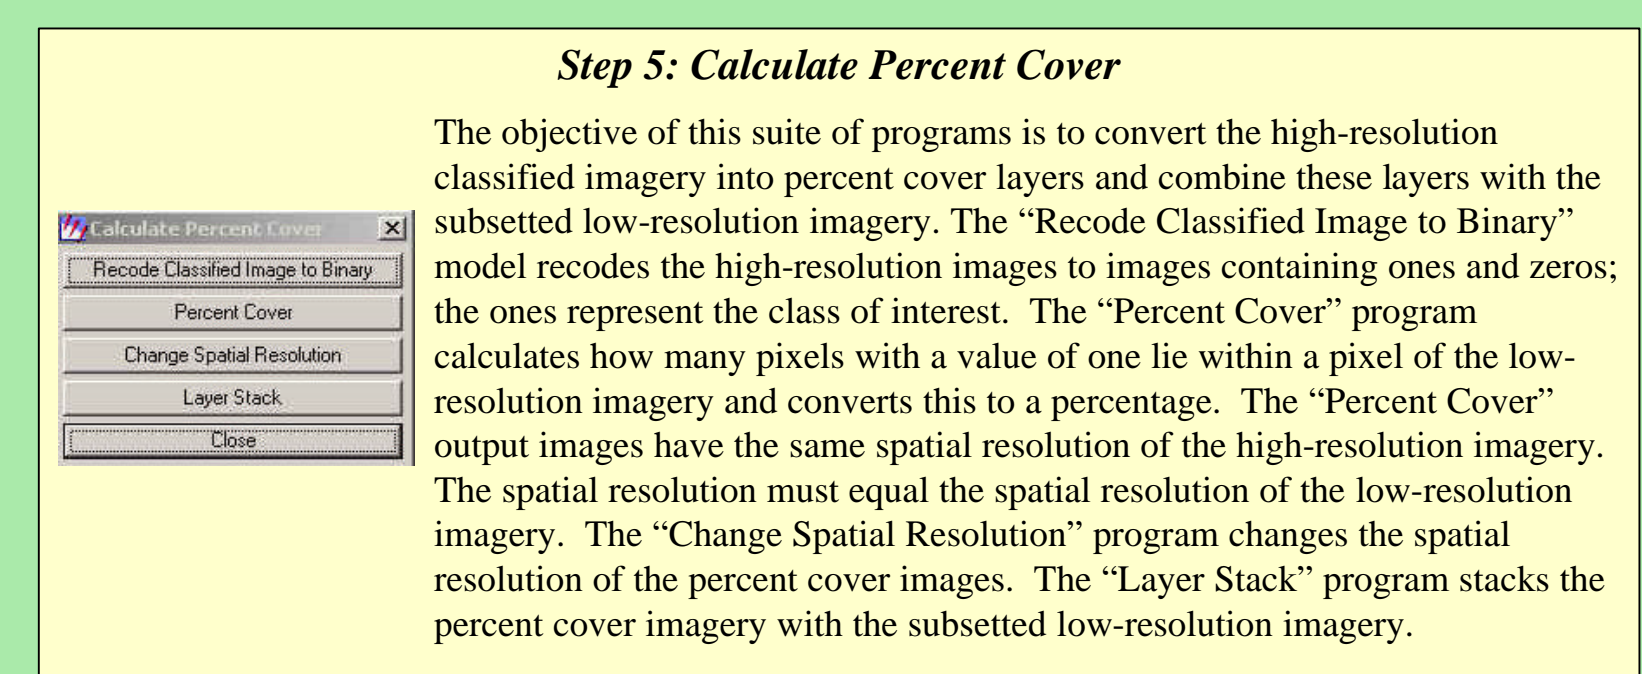 Step 5: Calculate Percent Cover
The objective of this suite of programs is to convert the high-resolution
classified imagery into percent cover layers and combine these layers with the
subsetted low-resolution imagery. The “Recode Classified Image to Binary”
model recodes the high-resolution images to images containing ones and zeros;
the ones represent the class of interest. The “Percent Cover” program
calculates how many pixels with a value of one lie within a pixel of the low-
resolution imagery and converts this to a percentage. The “Percent Cover”
output images have the same spatial resolution of the high-resolution imagery.
The spatial resolution must equal the spatial resolution of the low-resolution
imagery. The “Change Spatial Resolution” program changes the spatial
resolution of the percent cover images. The “Layer Stack” program stacks the
percent cover imagery with the subsetted low-resolution imagery.
Calculate Percent Cover
Recode Classified Image to Binary
Percent Cover
Change Spatial Resolution
Layer Stack
Close